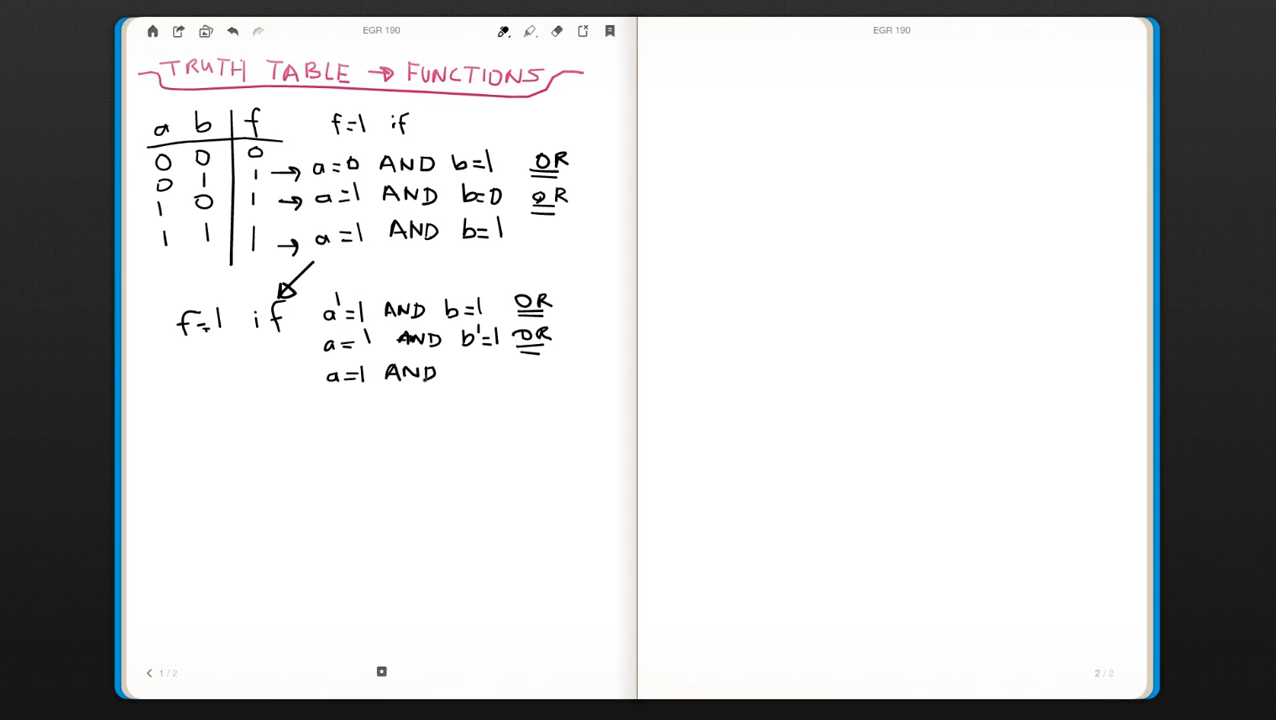 EGR 190
EGR 190
TRUTH TABLE → FUNCTIONS
a b f f=1 if
0 0 0
0 1 1 → a=0 AND b=1 OR
1 0 1 → a=1 AND b=0 OR
1 1 1 → a=1 AND b=1
f=1 if a'=1 AND b=1 OR
a=1 AND b'=1 OR
a=1 AND
1 / 2
2 / 2